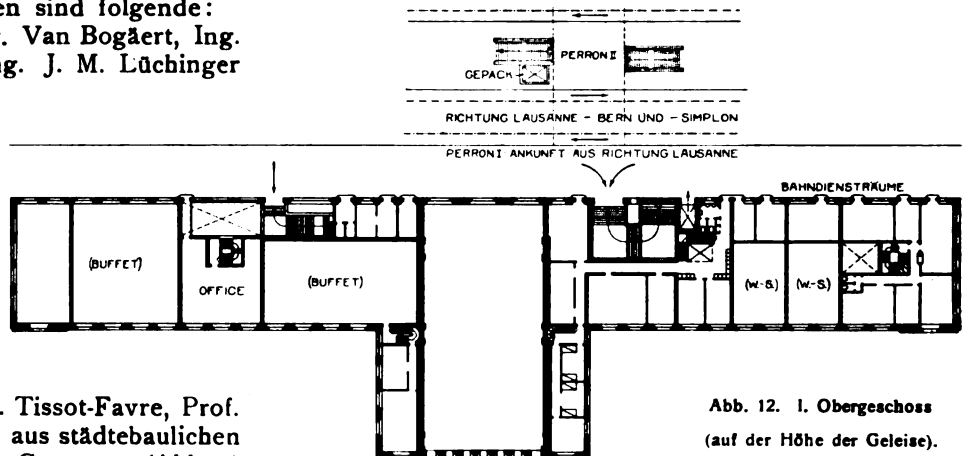 en sind folgende:
. Van Bogäert, Ing.
ng. J. M. Lüchinger
PERRON II
GEPACK
RICHTUNG LAUSANNE - BERN UND - SIMPLON
PERRON I ANKUNFT AUS RICHTUNG LAUSANNE
BAHNDIENSTRÄUME
(BUFFET)
OFFICE
(BUFFET)
(W.-S.)
(W.-S.)
. Tissot-Favre, Prof.
aus städtebaulichen
Abb. 12. I. Obergeschoss
(auf der Höhe der Geleise).